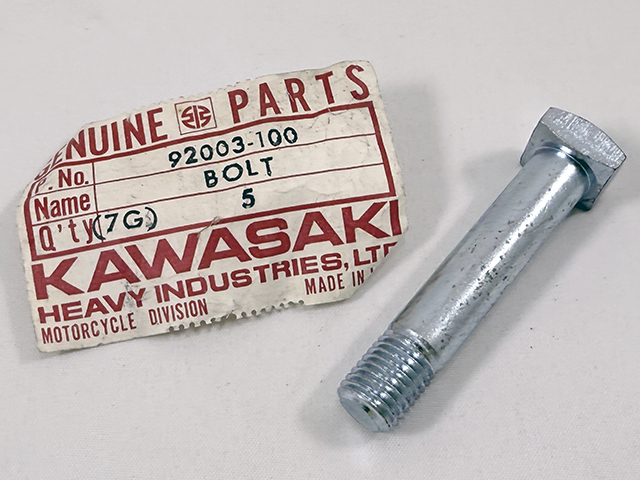 ENUINE PARTS
P. No. 92003-100
Name BOLT
Q'ty (7G) 5
KAWASAKI
HEAVY INDUSTRIES, LTD
MOTORCYCLE DIVISION MADE IN